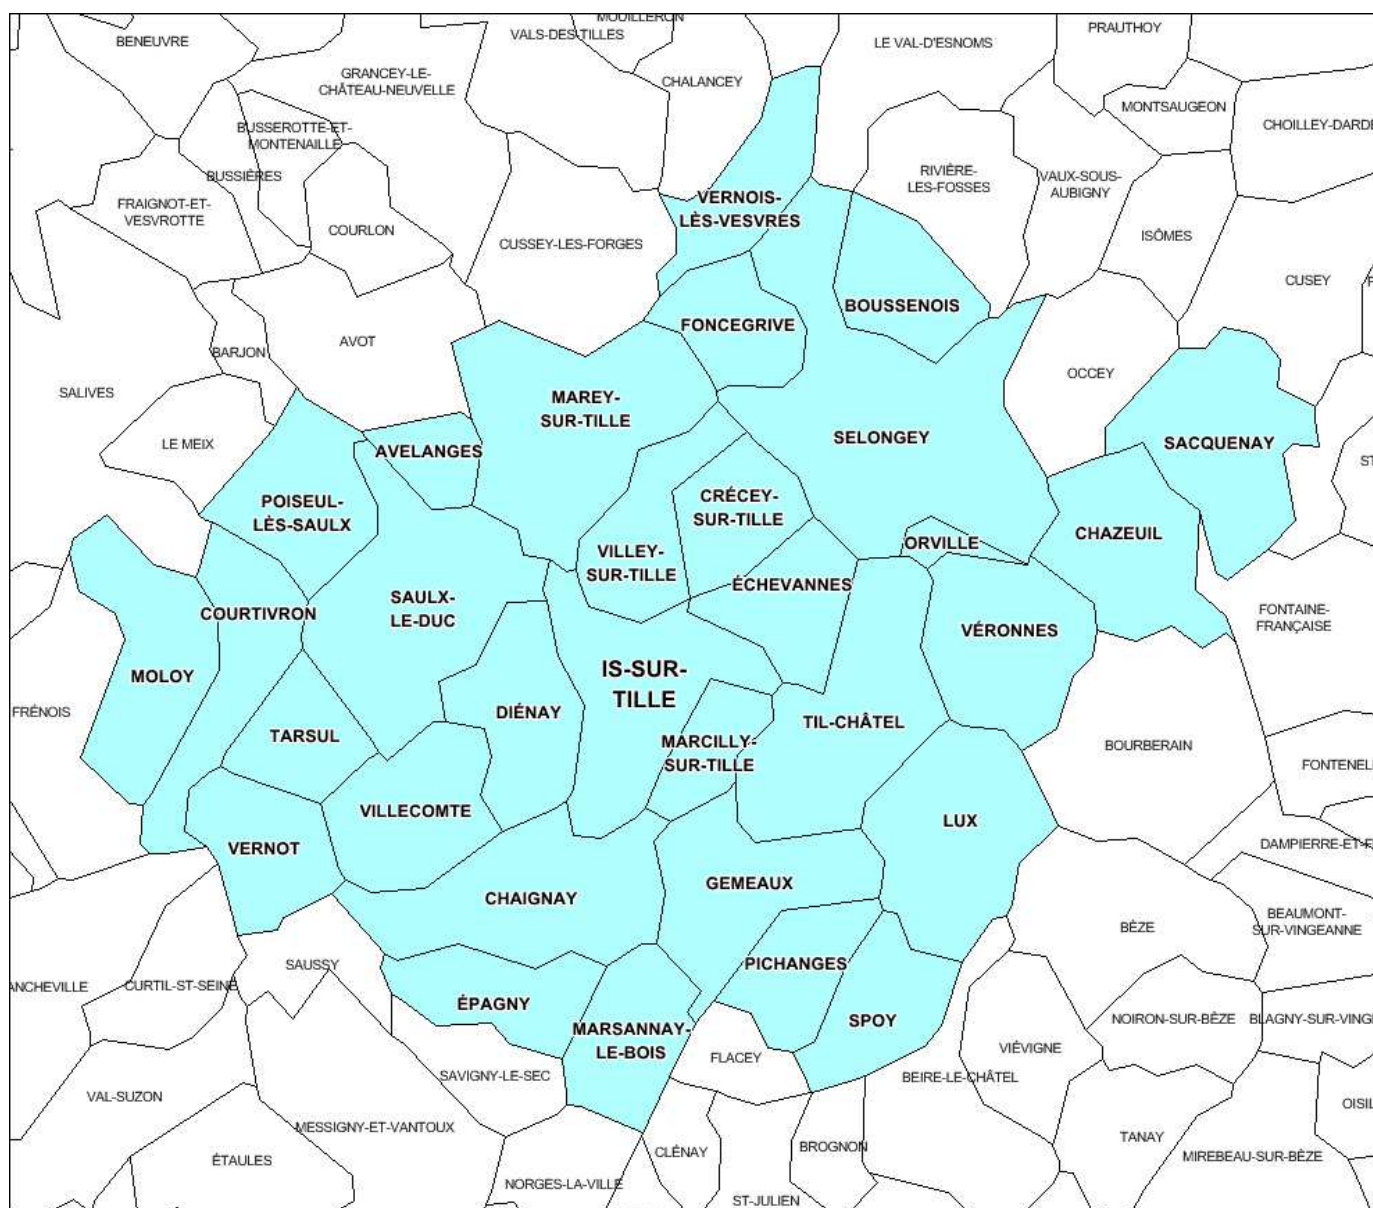 MOUILLERON
PRAUTHOY
BENEUVRE
VALS-DES-TILLES
LE VAL-D'ESNOMS
GRANCEY-LE-
CHÂTEAU-NEUVELLE
CHALANCEY
MONTSAUGEON
CHOILLEY-DARDE
BUSSEROTTE-ET-
MONTENAILLE
BUSSIÈRES
RIVIÈRE-
LES-FOSSES
VAUX-SOUS-
AUBIGNY
VERNOIS-
LÈS-VESVRES
FRAIGNOT-ET-
VESVROTTE
COURLON
CUSSEY-LES-FORGES
ISÔMES
CUSEY
BOUSSENOIS
FONCEGRIVE
AVOT
BARJON
OCCEY
SALIVES
MAREY-
SUR-TILLE
LE MEIX
AVELANGES
SELONGEY
SACQUENAY
ST
POISEUL-
LÈS-SAULX
CRÉCEY-
SUR-TILLE
CHAZEUIL
ORVILLE
VILLEY-
SUR-TILLE
ÉCHEVANNES
COURTIVRON
SAULX-
LE-DUC
FONTAINE-
FRANÇAISE
VÉRONNES
MOLOY
IS-SUR-
TILLE
FRÉNOIS
DIÉNAY
TIL-CHÂTEL
TARSUL
MARCILLY-
SUR-TILLE
BOURBERAIN
FONTENEL
VILLECOMTE
LUX
VERNOT
DAMPIERRE-ET-F
CHAIGNAY
GEMEAUX
BEAUMONT-
SUR-VINGEANNE
BÈZE
SAUSSY
PICHANGES
ANCHEVILLE
CURTIL-ST-SEINE
ÉPAGNY
MARSANNAY-
LE-BOIS
SPOY
NOIRON-SUR-BÈZE
BLAGNY-SUR-VING
FLACEY
VIÉVIGNE
SAVIGNY-LE-SEC
BEIRE-LE-CHÂTEL
VAL-SUZON
OISIL
MESSIGNY-ET-VANTOUX
TANAY
BROGNON
CLÉNAY
ÉTAULES
MIREBEAU-SUR-BÈZE
NORGES-LA-VILLE
ST-JULIEN